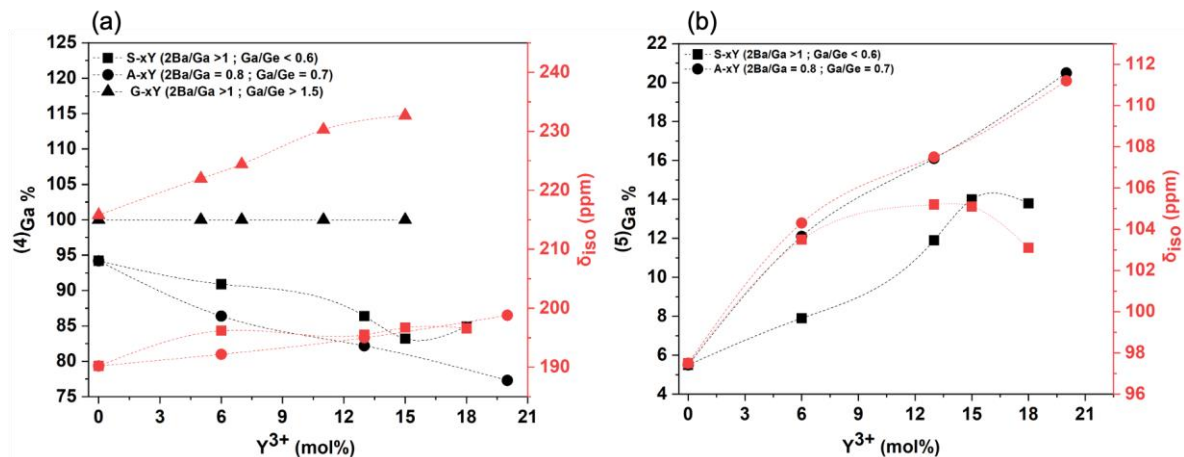 (a)
125
120
115
110
105
100
95
90
85
80
75
(4)Ga %
S-xY (2Ba/Ga >1 ; Ga/Ge < 0.6)
A-xY (2Ba/Ga = 0.8 ; Ga/Ge = 0.7)
G-xY (2Ba/Ga >1 ; Ga/Ge > 1.5)
240
230
220
210
200
190
δiso (ppm)
0 3 6 9 12 15 18 21
Y3+ (mol%)
(b)
22
20
18
16
14
12
10
8
6
4
(5)Ga %
S-xY (2Ba/Ga >1 ; Ga/Ge < 0.6)
A-xY (2Ba/Ga = 0.8 ; Ga/Ge = 0.7)
112
110
108
106
104
102
100
98
96
δiso (ppm)
0 3 6 9 12 15 18 21
Y3+ (mol%)